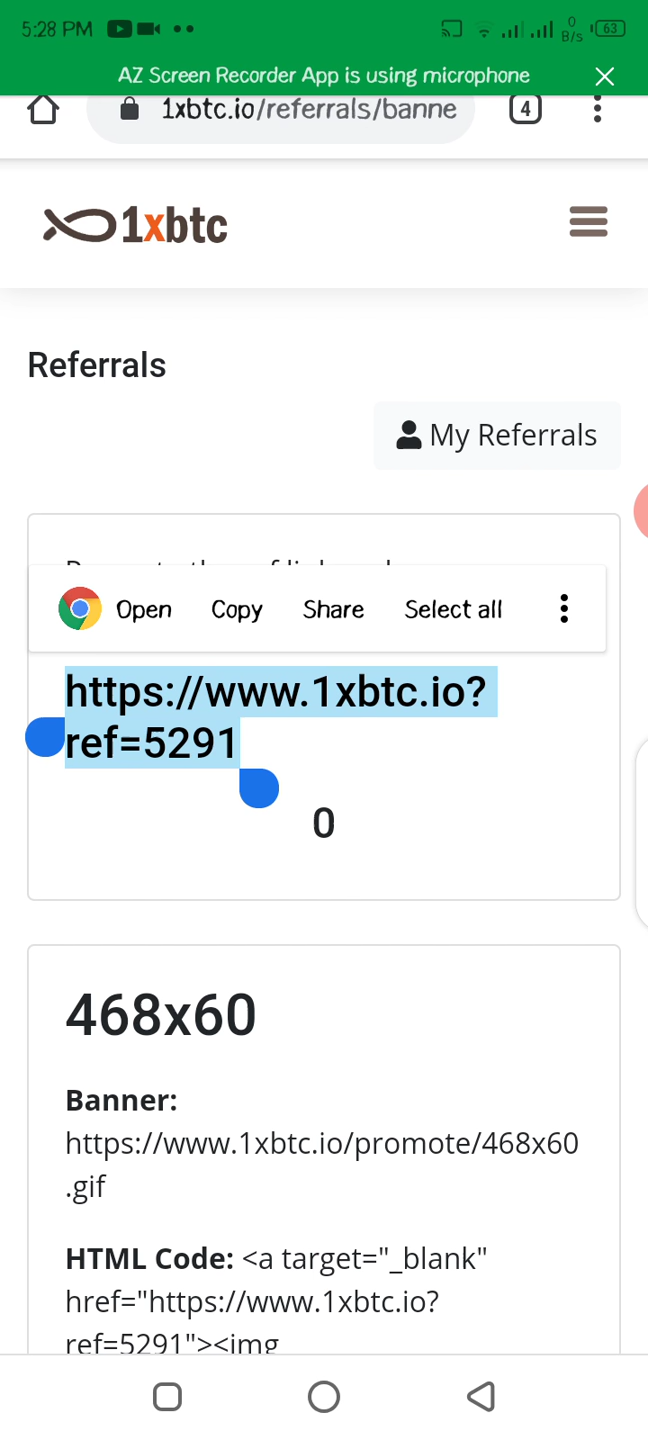 5:28 PM
0
B/s
63
AZ Screen Recorder App is using microphone
1xbtc.io/referrals/banne
4
1xbtc
Referrals
My Referrals
Open Copy Share Select all
https://www.1xbtc.io?
ref=5291
0
468x60
Banner:
https://www.1xbtc.io/promote/468x60
.gif
HTML Code: <a target="_blank"
href="https://www.1xbtc.io?
ref=5291"><img